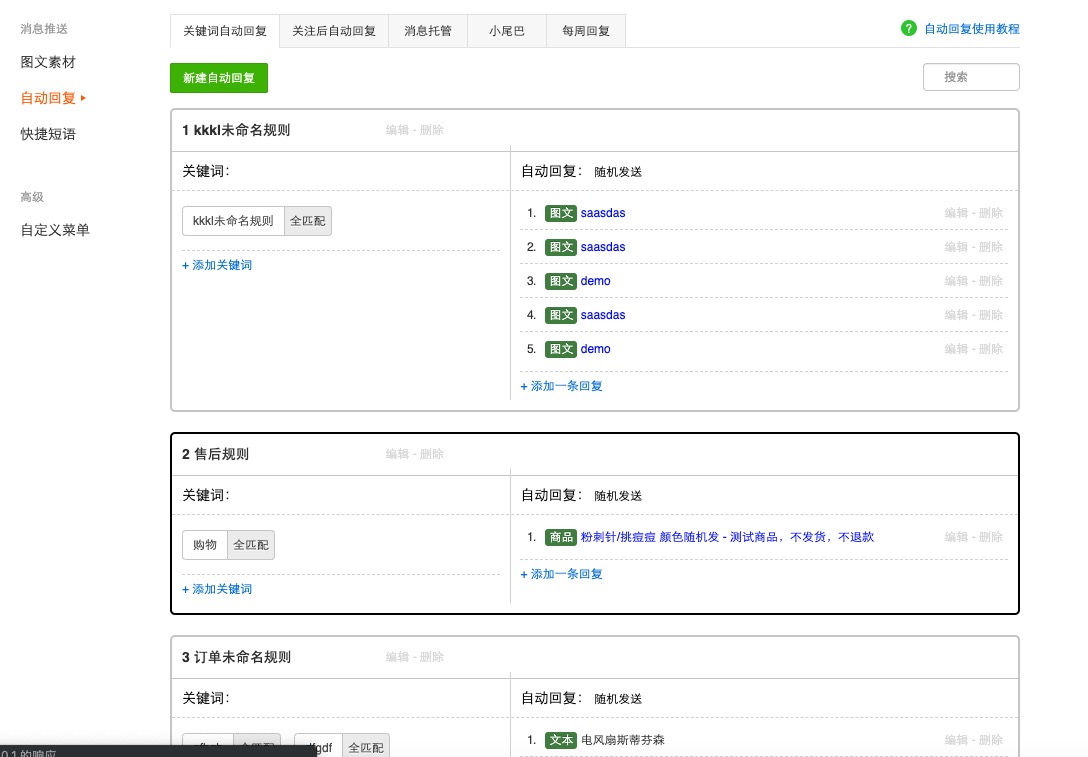 消息推送
图文素材
自动回复
快捷短语
高级
自定义菜单
关键词自动回复 关注后自动回复 消息托管 小尾巴 每周回复
? 自动回复使用教程
新建自动回复 搜索
1 kkkl未命名规则 编辑 - 删除
关键词: 自动回复: 随机发送
kkkl未命名规则 全匹配
+ 添加关键词
1. 图文 saasdas 编辑 - 删除
2. 图文 saasdas 编辑 - 删除
3. 图文 demo 编辑 - 删除
4. 图文 saasdas 编辑 - 删除
5. 图文 demo 编辑 - 删除
+ 添加一条回复
2 售后规则 编辑 - 删除
关键词: 自动回复: 随机发送
购物 全匹配
+ 添加关键词
1. 商品 粉刺针/挑痘痘 颜色随机发 - 测试商品，不发货，不退款 编辑 - 删除
+ 添加一条回复
3 订单未命名规则 编辑 - 删除
关键词: 自动回复: 随机发送
全匹配 全匹配
1. 文本 电风扇斯蒂芬森 编辑 - 删除
0.1 的响应